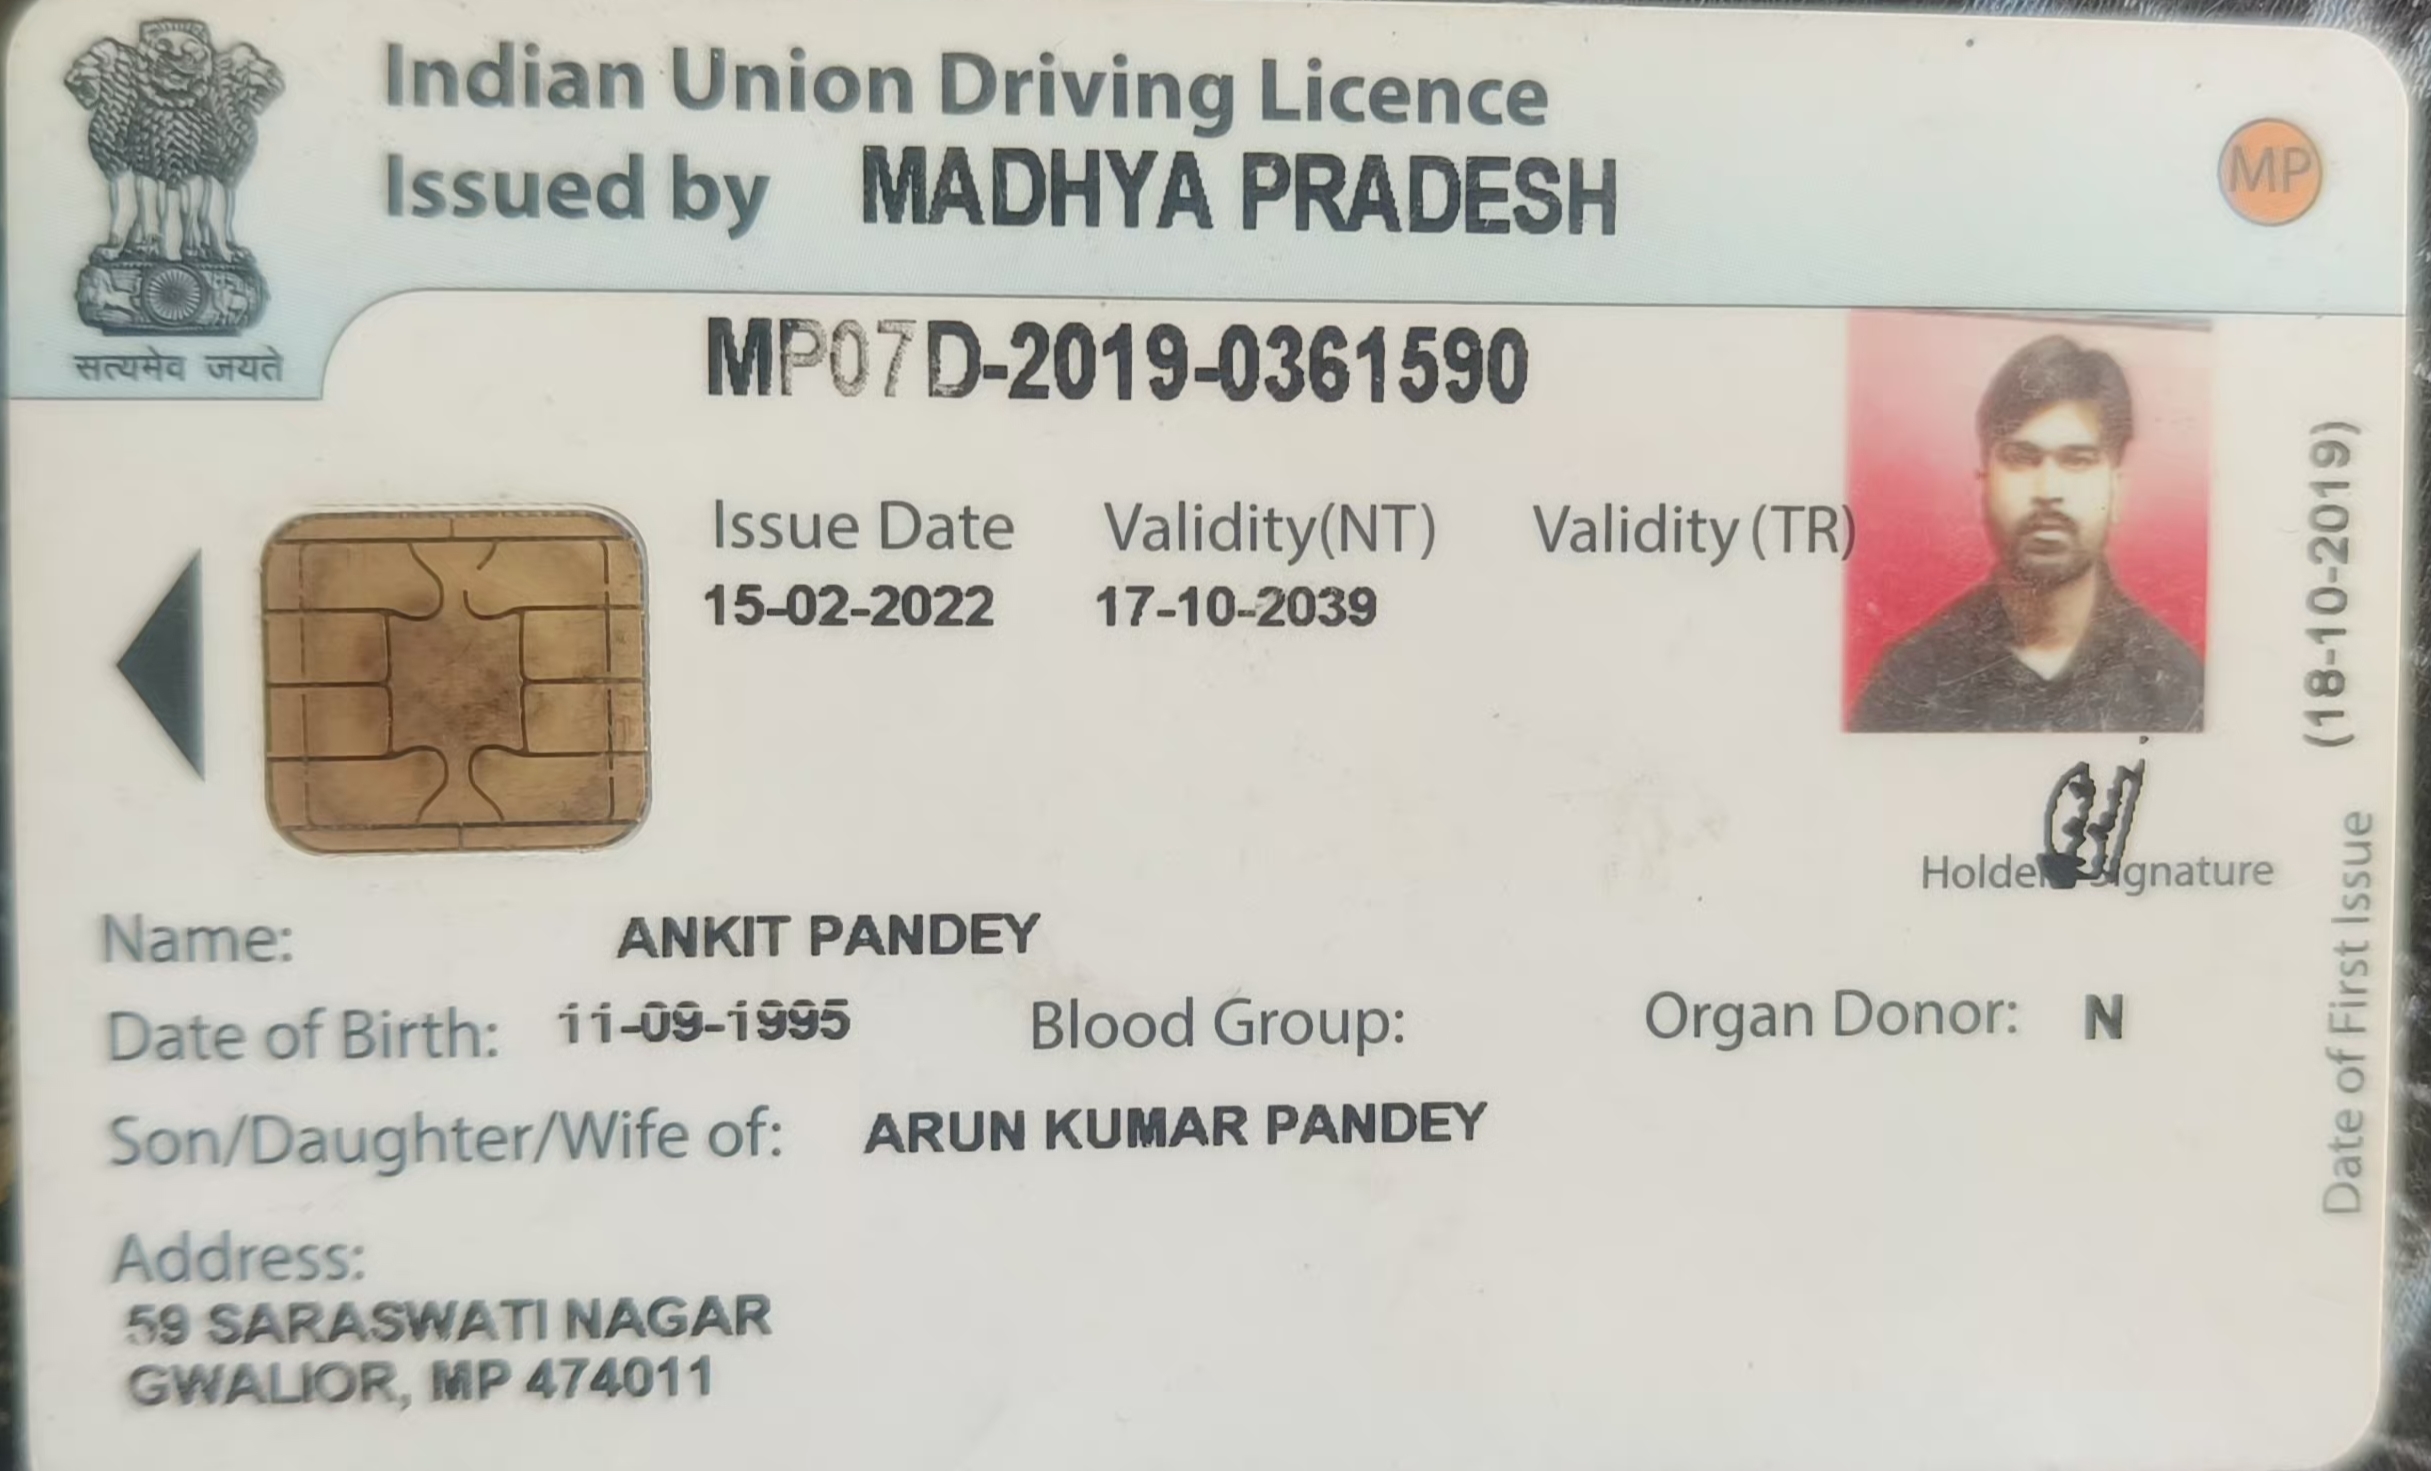 Indian Union Driving Licence
Issued by MADHYA PRADESH
MP
सत्यमेव जयते
MP07D-2019-0361590
Issue Date Validity(NT) Validity (TR)
15-02-2022 17-10-2039
Date of First Issue (18-10-2019)
Holder Signature
Name: ANKIT PANDEY
Date of Birth: 11-09-1995 Blood Group: Organ Donor: N
Son/Daughter/Wife of: ARUN KUMAR PANDEY
Address:
59 SARASWATI NAGAR
GWALIOR, MP 474011